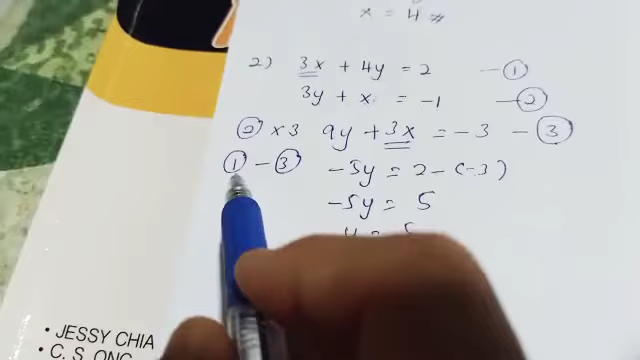 x = 4
2) 3x + 4y = 2 — ①
3y + x = -1 — ②
② x 3 9y + 3x = -3 — ③
① - ③ -5y = 2 - (-3)
-5y = 5
• JESSY CHIA
• C. S. ONG